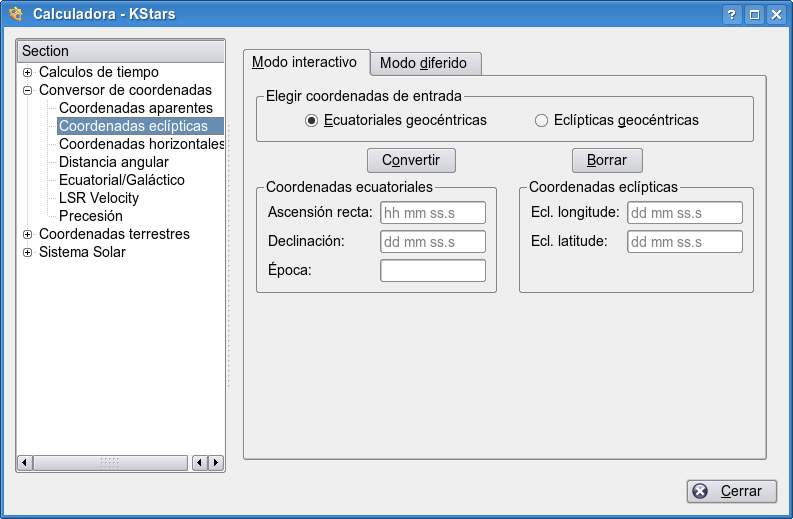 Calculadora - KStars
Section
Calculos de tiempo
Conversor de coordenadas
Coordenadas aparentes
Coordenadas eclípticas
Coordenadas horizontales
Distancia angular
Ecuatorial/Galáctico
LSR Velocity
Precesión
Coordenadas terrestres
Sistema Solar
Modo interactivo Modo diferido
Elegir coordenadas de entrada
Ecuatoriales geocéntricas Eclípticas geocéntricas
Convertir Borrar
Coordenadas ecuatoriales
Ascensión recta: hh mm ss.s
Declinación: dd mm ss.s
Época:
Coordenadas eclípticas
Ecl. longitude: dd mm ss.s
Ecl. latitude: dd mm ss.s
Cerrar